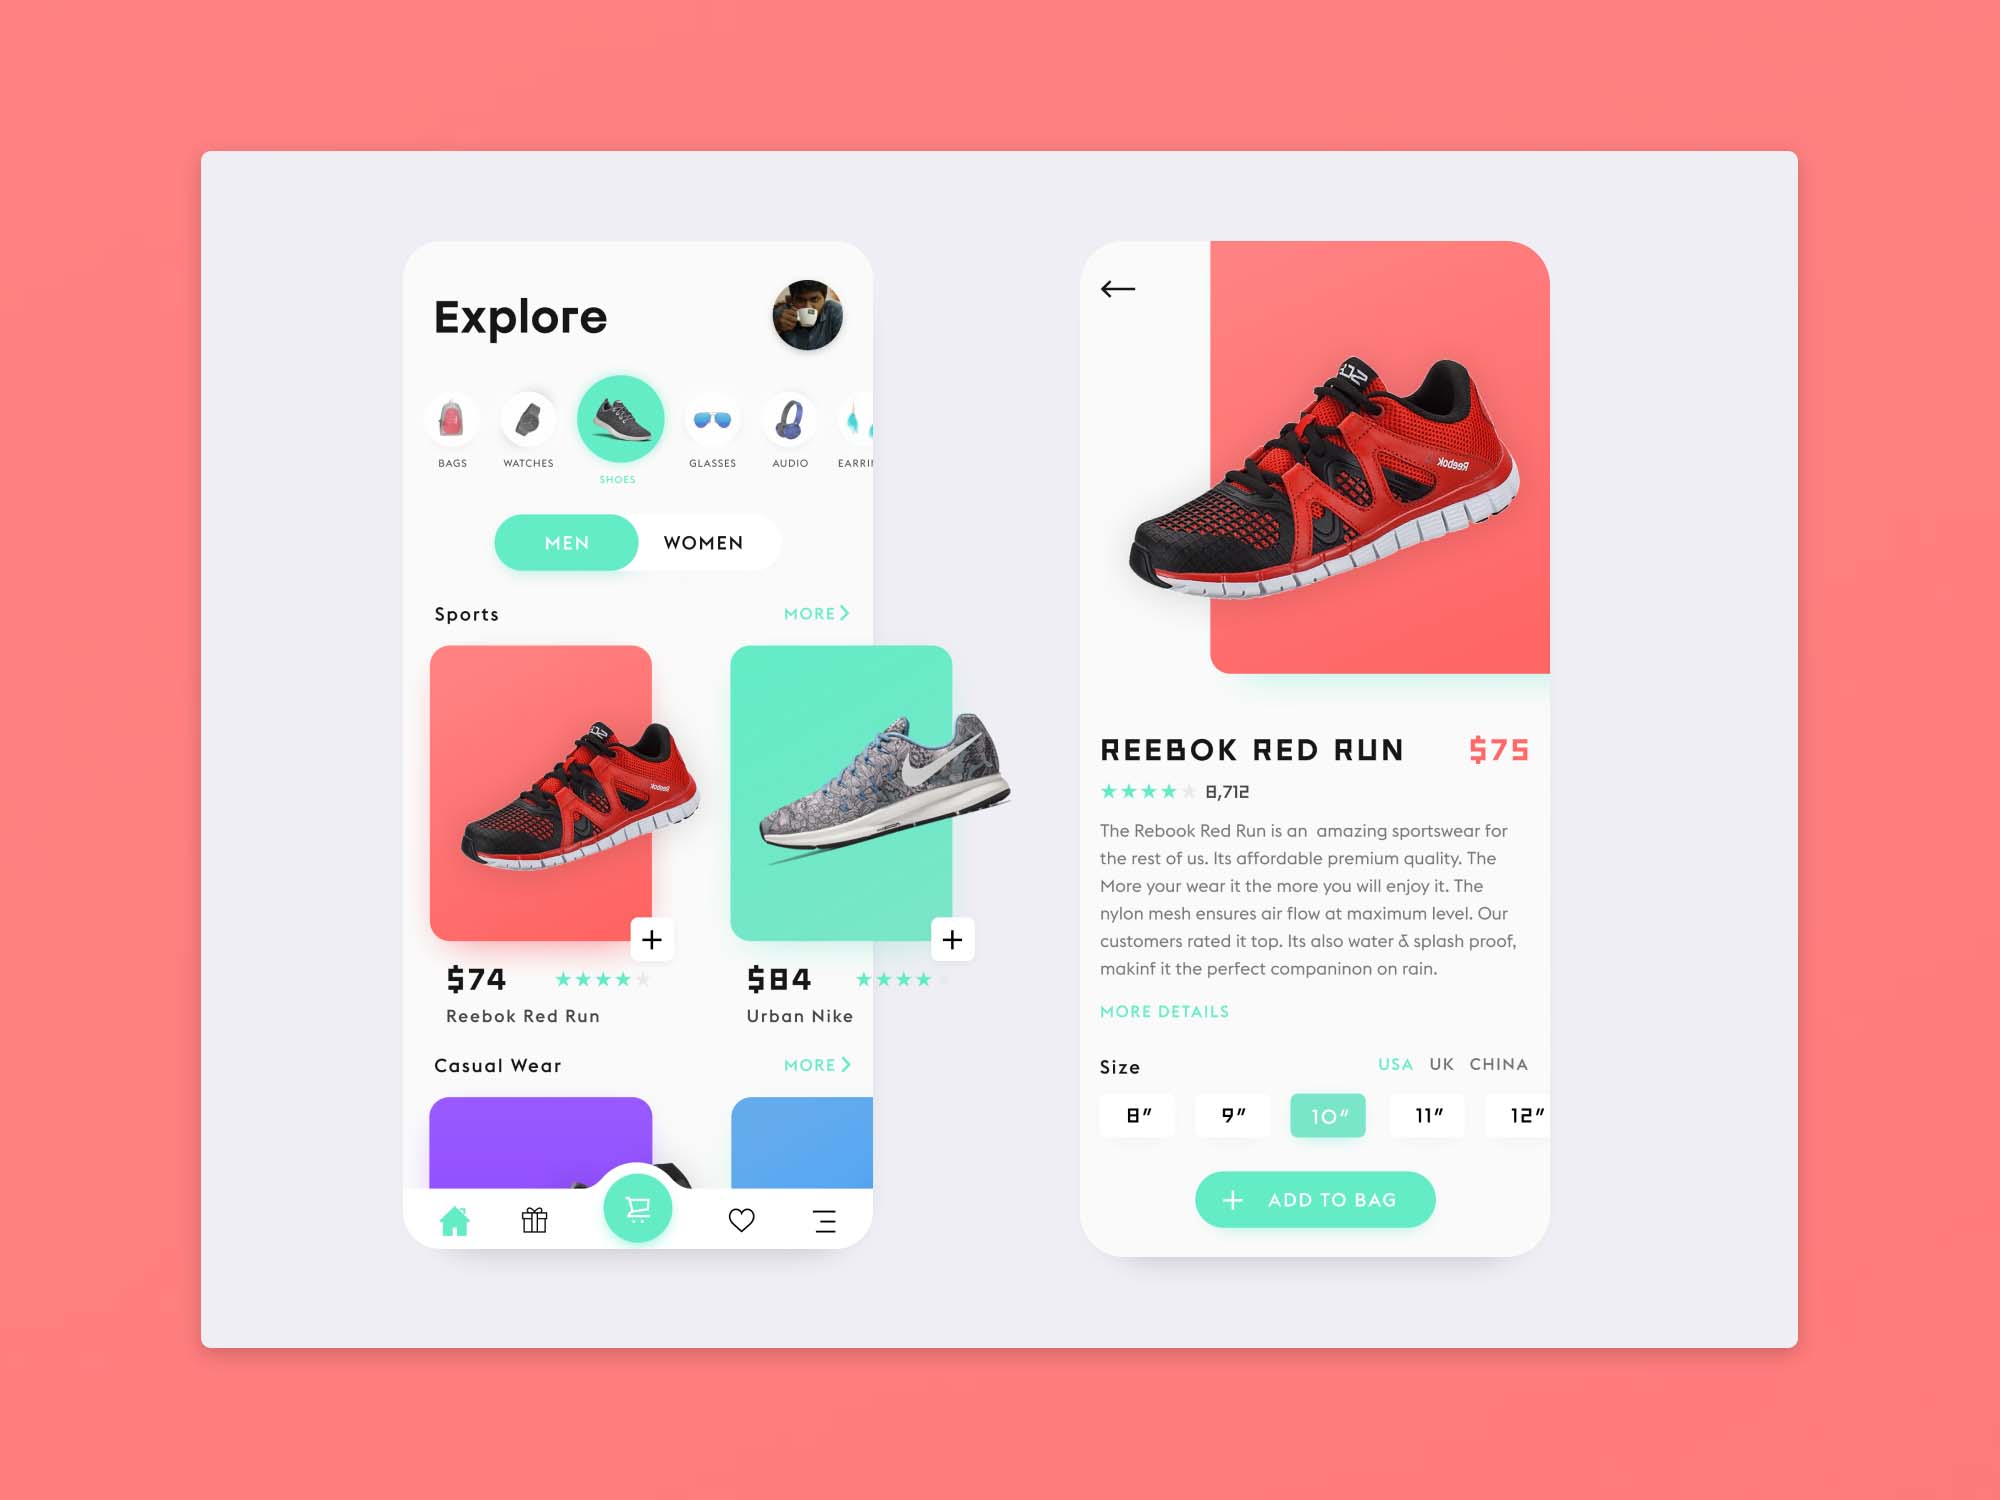 Explore
BAGS
WATCHES
SHOES
GLASSES
AUDIO
EARRIN
MEN
WOMEN
Sports
MORE
Reebok
$74
Reebok Red Run
$84
Urban Nike
Casual Wear
MORE
Reebok
REEBOK RED RUN
$75
8,712
The Rebook Red Run is an amazing sportswear for
the rest of us. Its affordable premium quality. The
More your wear it the more you will enjoy it. The
nylon mesh ensures air flow at maximum level. Our
customers rated it top. Its also water & splash proof,
makinf it the perfect companinon on rain.
MORE DETAILS
Size
USA UK CHINA
8” 9” 10” 11” 12”
+ ADD TO BAG